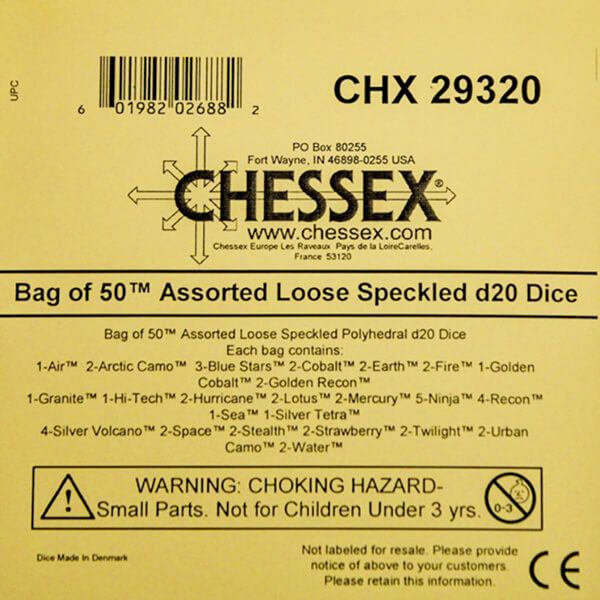 UPC
6 01982 02688 2
CHX 29320
PO Box 80255
Fort Wayne, IN 46898-0255 USA
CHESSEX®
www.chessex.com
Chessex Europe Les Raveaux Pays de la LoireCarelles,
France 53120
Bag of 50™ Assorted Loose Speckled d20 Dice
Bag of 50™ Assorted Loose Speckled Polyhedral d20 Dice
Each bag contains:
1-Air™ 2-Arctic Camo™ 3-Blue Stars™ 2-Cobalt™ 2-Earth™ 2-Fire™ 1-Golden
Cobalt™ 2-Golden Recon™
1-Granite™ 1-Hi-Tech™ 2-Hurricane™ 2-Lotus™ 2-Mercury™ 5-Ninja™ 4-Recon™
1-Sea™ 1-Silver Tetra™
4-Silver Volcano™ 2-Space™ 2-Stealth™ 2-Strawberry™ 2-Twilight™ 2-Urban
Camo™ 2-Water™
WARNING: CHOKING HAZARD-
Small Parts. Not for Children Under 3 yrs.
0-3
Dice Made In Denmark
Not labeled for resale. Please provide
notice of above to your customers.
Please retain this information.
CE